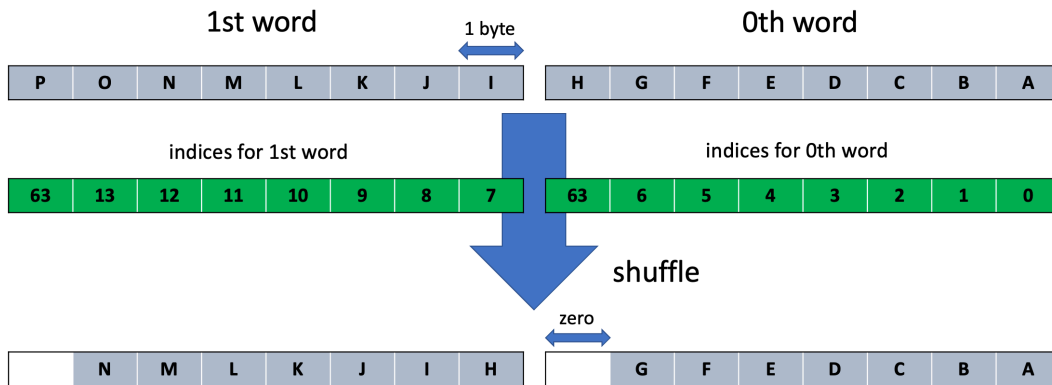 1st word
0th word
1 byte
P O N M L K J I H G F E D C B A
indices for 1st word
indices for 0th word
63 13 12 11 10 9 8 7 63 6 5 4 3 2 1 0
shuffle
zero
N M L K J I H G F E D C B A